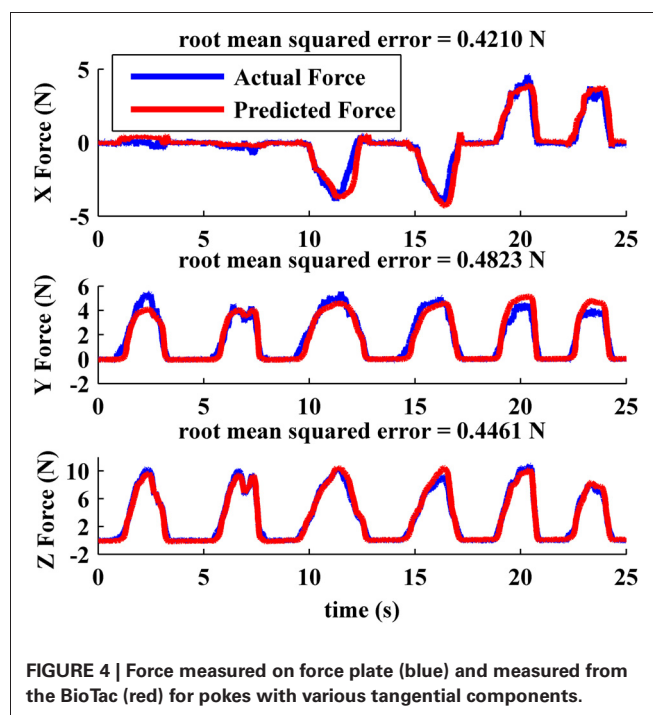 root mean squared error = 0.4210 N
Actual Force
Predicted Force
X Force (N)
5
0
-5
0 5 10 15 20 25
root mean squared error = 0.4823 N
Y Force (N)
6
4
2
0
-2
0 5 10 15 20 25
root mean squared error = 0.4461 N
Z Force (N)
10
6
2
-2
0 5 10 15 20 25
time (s)
FIGURE 4 | Force measured on force plate (blue) and measured from
the BioTac (red) for pokes with various tangential components.